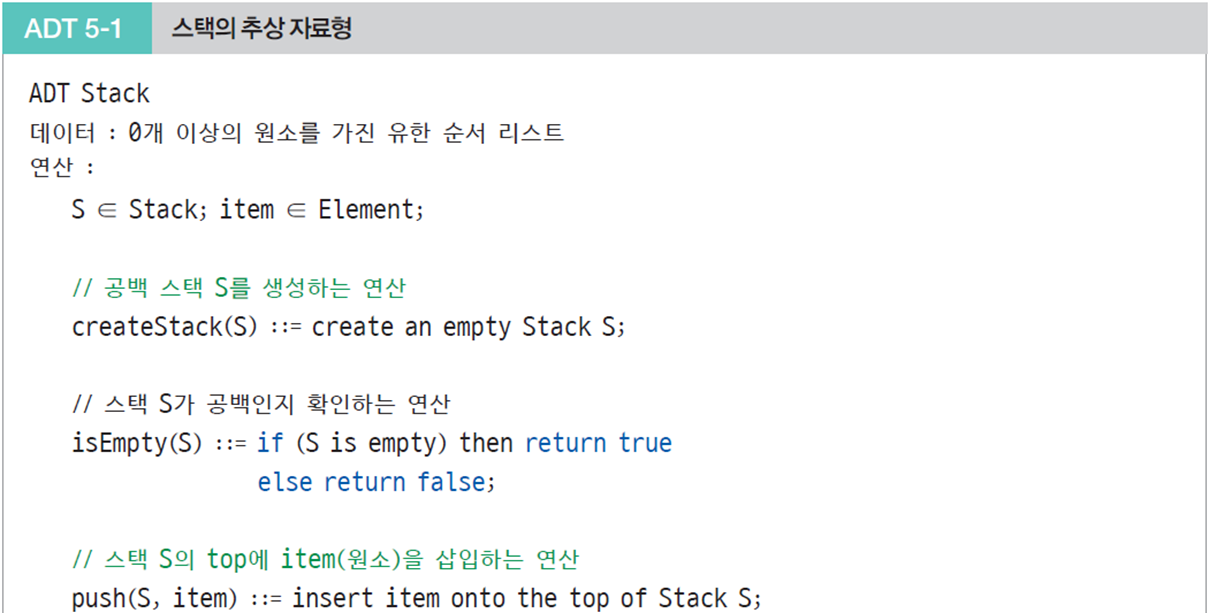 ADT 5-1 스택의 추상 자료형
ADT Stack
데이터 : 0개 이상의 원소를 가진 유한 순서 리스트
연산 :
S ∈ Stack; item ∈ Element;
// 공백 스택 S를 생성하는 연산
createStack(S) ::= create an empty Stack S;
// 스택 S가 공백인지 확인하는 연산
isEmpty(S) ::= if (S is empty) then return true
else return false;
// 스택 S의 top에 item(원소)을 삽입하는 연산
push(S, item) ::= insert item onto the top of Stack S;